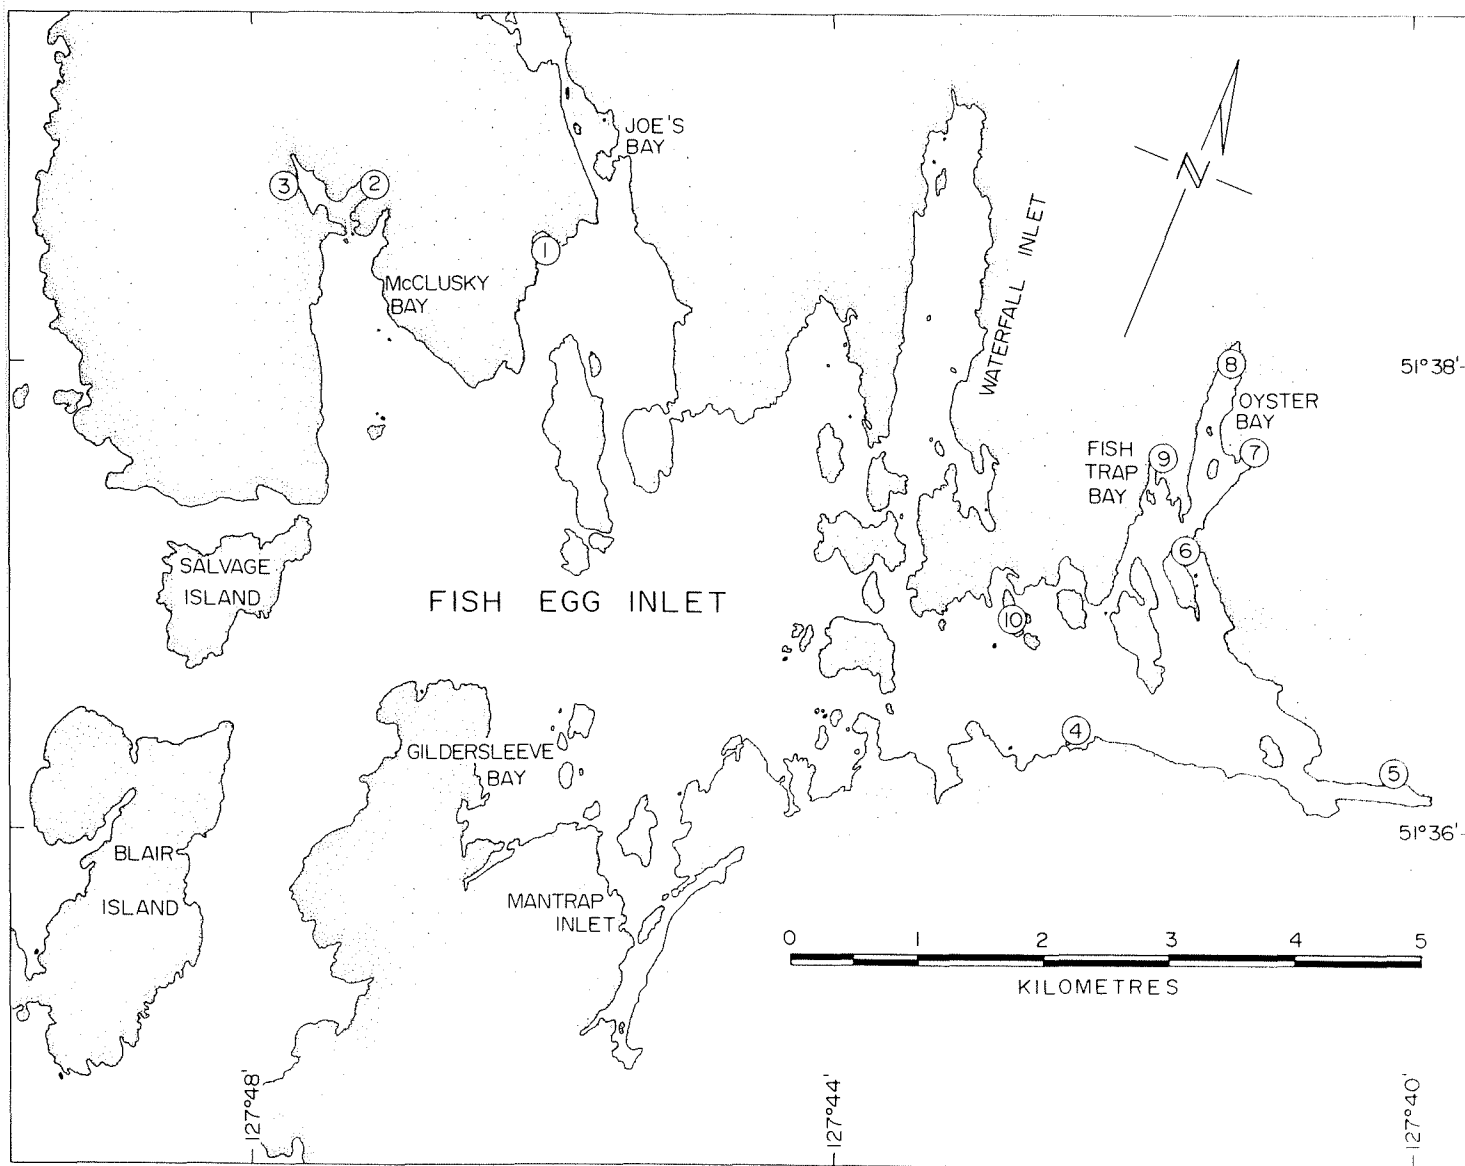 JOE'S
BAY
N
3
2
1
McCLUSKY
BAY
WATERFALL INLET
51°38'
8
OYSTER
BAY
7
FISH
TRAP
BAY
9
6
SALVAGE
ISLAND
FISH EGG INLET
10
4
GILDERSLEEVE
BAY
5
51°36'
BLAIR
ISLAND
MANTRAP
INLET
0 1 2 3 4 5
KILOMETRES
127°48'
127°44'
127°40'